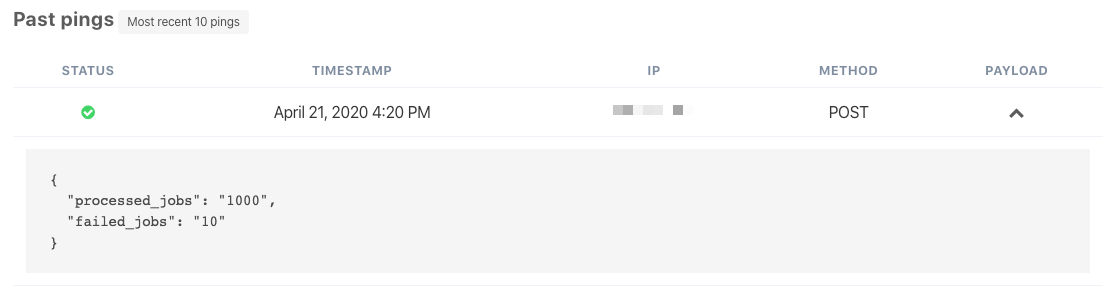 Past pings Most recent 10 pings
STATUS TIMESTAMP IP METHOD PAYLOAD
April 21, 2020 4:20 PM POST
{
"processed_jobs": "1000",
"failed_jobs": "10"
}